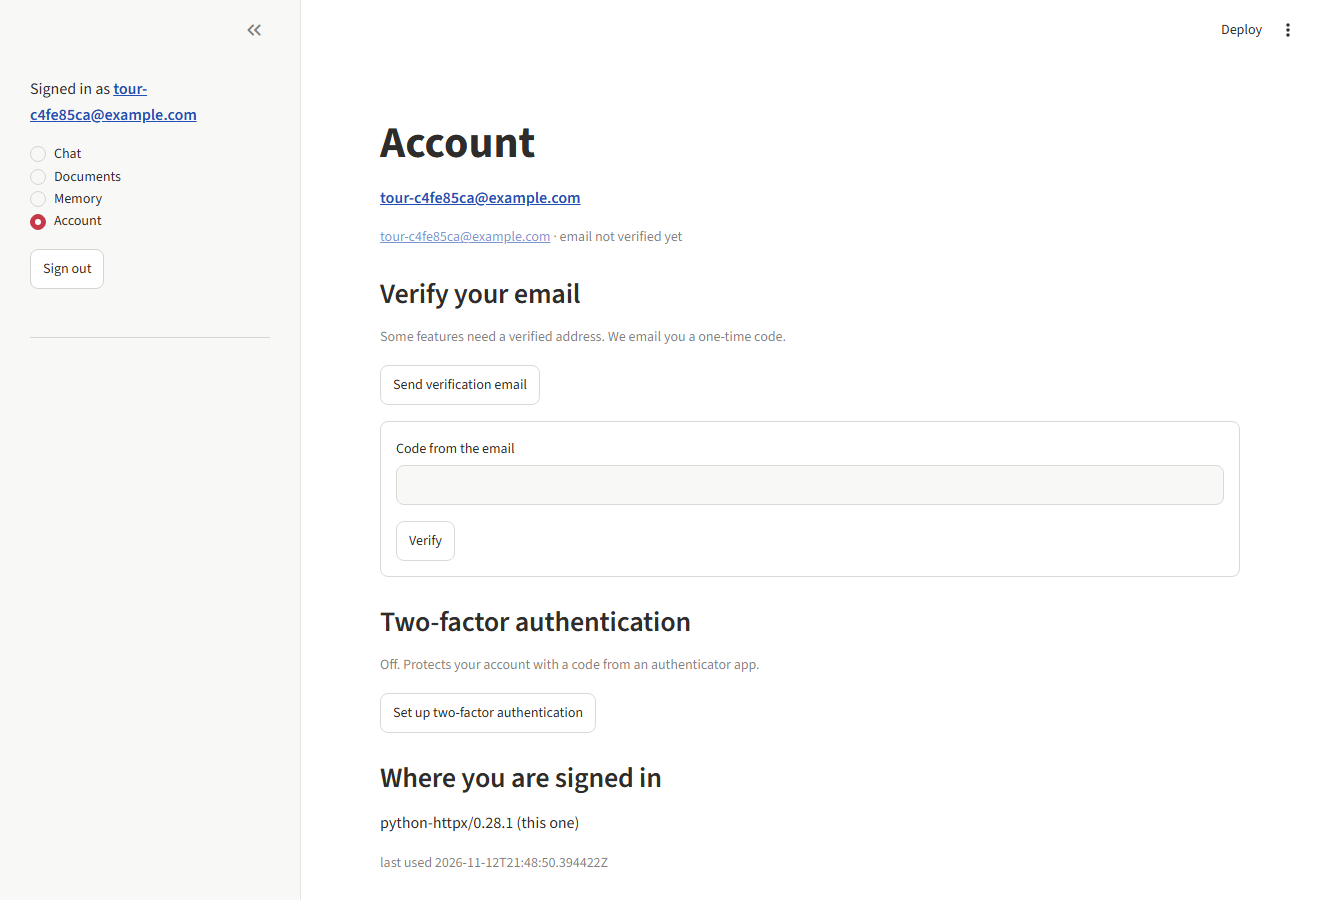 Deploy
Signed in as tour-
c4fe85ca@example.com
Chat
Documents
Memory
Account
Sign out
Account
tour-c4fe85ca@example.com
tour-c4fe85ca@example.com · email not verified yet
Verify your email
Some features need a verified address. We email you a one-time code.
Send verification email
Code from the email
Verify
Two-factor authentication
Off. Protects your account with a code from an authenticator app.
Set up two-factor authentication
Where you are signed in
python-httpx/0.28.1 (this one)
last used 2026-11-12T21:48:50.394422Z